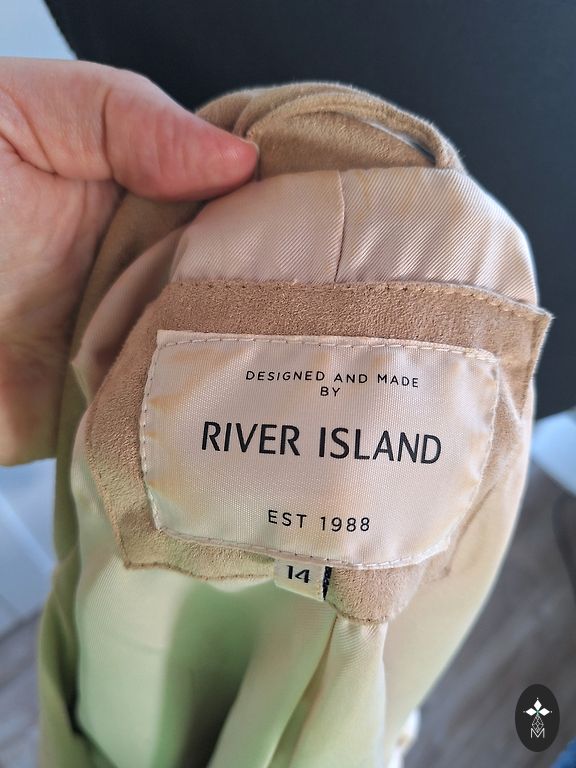 DESIGNED AND MADE
BY
RIVER ISLAND
EST 1988
14
M